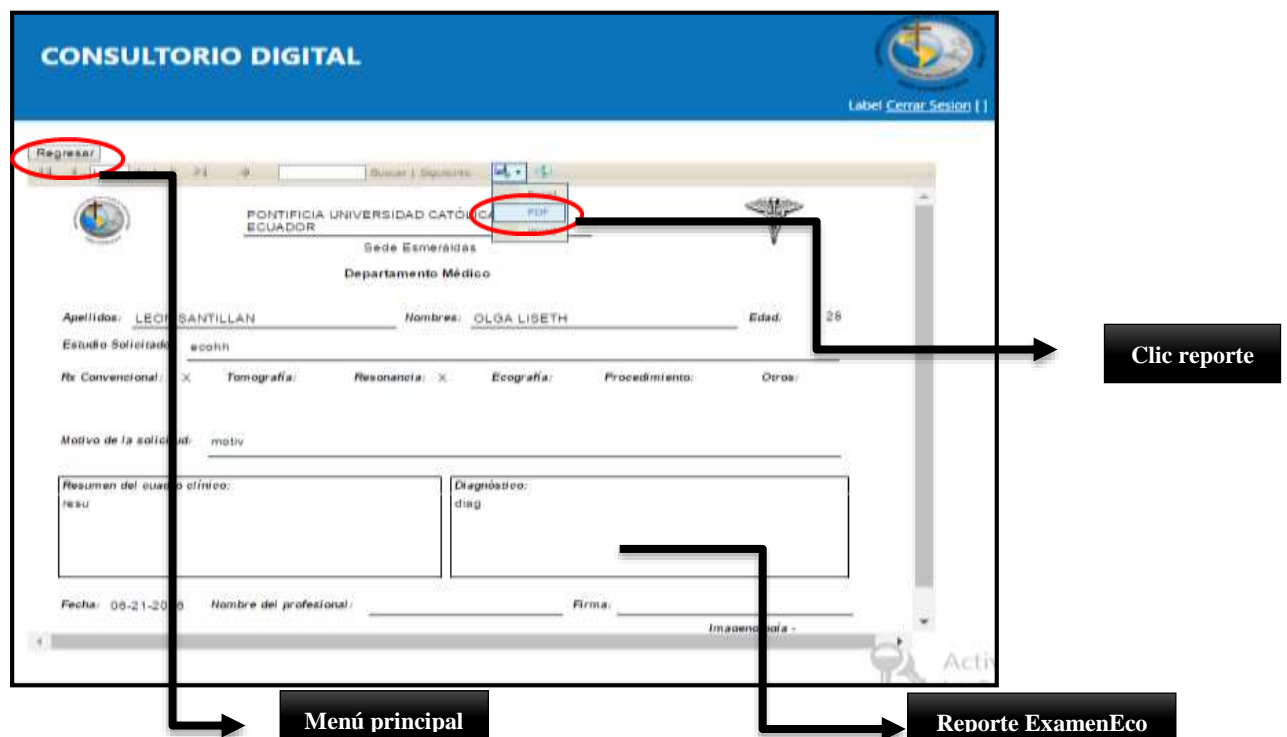 CONSULTORIO DIGITAL
Label Cerrar Sesion [ ]
Regresar
Buscar | Siguiente
PDF
PONTIFICIA UNIVERSIDAD CATÓLICA
ECUADOR
Sede Esmeraldas
Departamento Médico
Apellidos: LEON SANTILLAN Nombres: OLGA LISETH Edad: 28
Estudio Solicitado: ecohh
Rx Convencional: X Tomografía: Resonancia: X Ecografía: Procedimiento: Otros:
Clic reporte
Motivo de la solicitud: motiv
Resumen del cuadro clínico: Diagnóstico:
resu diag
Fecha: Nombre del profesional: Firma:
Imagenología -
Activ
Menú principal
Reporte ExamenEco